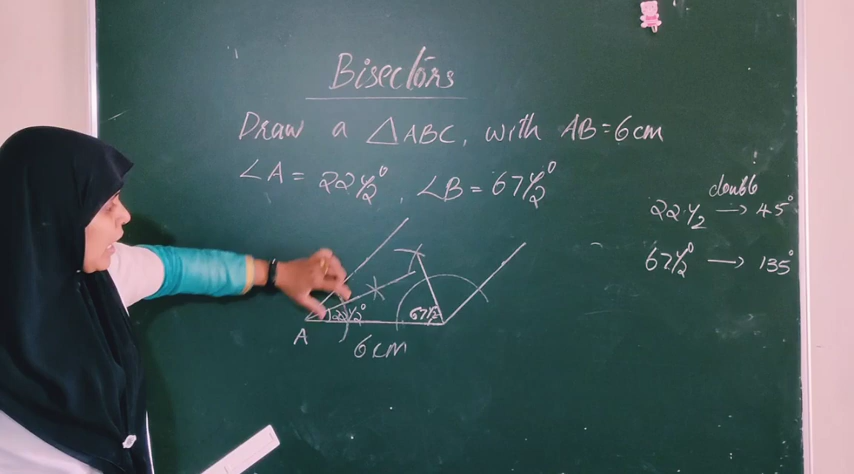 Bisectors
Draw a △ABC, with AB=6cm
∠A = 22½°, ∠B = 67½°
double
22½ → 45°
67½° → 135°
22½°
67½
A
6cm